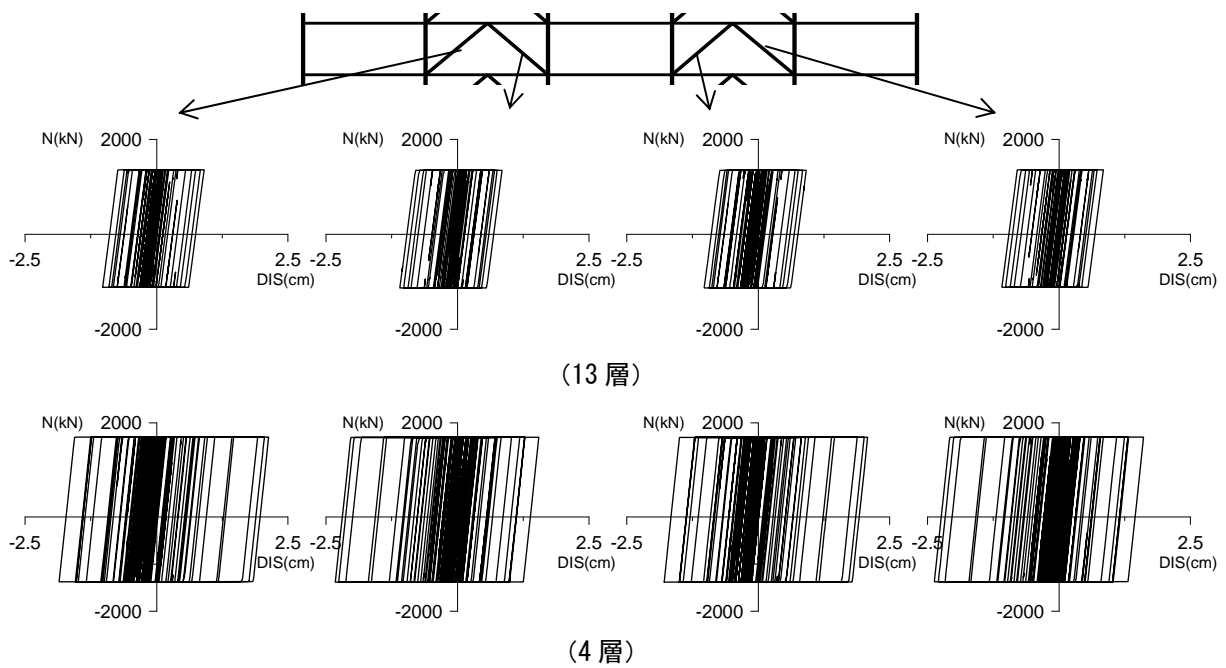 N(kN) 2000 N(kN) 2000 N(kN) 2000 N(kN) 2000
-2.5 2.5 -2.5 2.5 -2.5 2.5 -2.5 2.5
DIS(cm) DIS(cm) DIS(cm) DIS(cm)
-2000 -2000 -2000 -2000
(13 層)
N(kN) 2000 N(kN) 2000 N(kN) 2000 N(kN) 2000
-2.5 2.5 -2.5 2.5 -2.5 2.5 -2.5 2.5
DIS(cm) DIS(cm) DIS(cm) DIS(cm)
-2000 -2000 -2000 -2000
(4 層)